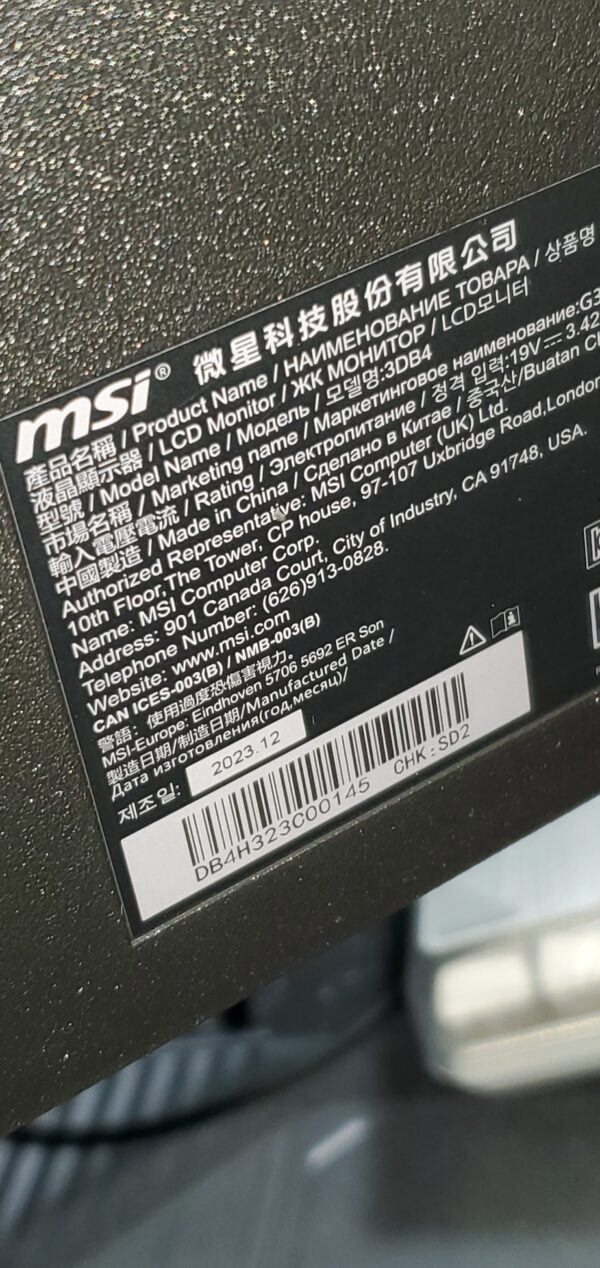 msi® 微星科技股份有限公司
產品名稱 / Product Name / НАИМЕНОВАНИЕ ТОВАРА / 상품명
液晶顯示器 / LCD Monitor / ЖК МОНИТОР / LCD모니터
型號 / Model Name / Модель / 모델명:3DB4
市場名稱 / Marketing name / Маркетинговое наименование:G3
輸入電壓電流 / Rating / Электропитание / 정격 입력:19V⎓3.42
中國製造 / Made in China / Сделано в Китае / 중국산/Buatan Ch
Authorized Representative: MSI Computer (UK) Ltd.
10th Floor,The Tower, CP house, 97-107 Uxbridge Road,London
Name: MSI Computer Corp.
Address: 901 Canada Court, City of Industry, CA 91748, USA.
Telephone Number: (626)913-0828.
Website: www.msi.com
CAN ICES-003(B) / NMB-003(B)
警語：使用過度恐傷害視力。
MSI-Europe: Eindhoven 5706 5692 ER Son
製造日期/制造日期/Manufactured Date /
Дата изготовления(год,месяц)/
제조일: 2023.12
DB4H323C00145 CHK:SD2